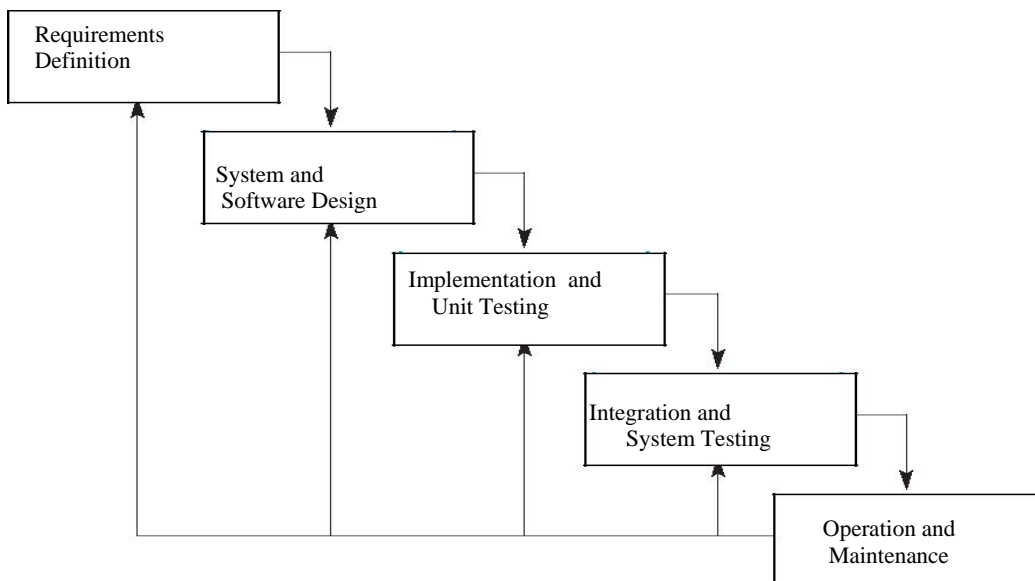 Requirements
Definition
System and
Software Design
Implementation and
Unit Testing
Integration and
System Testing
Operation and
Maintenance